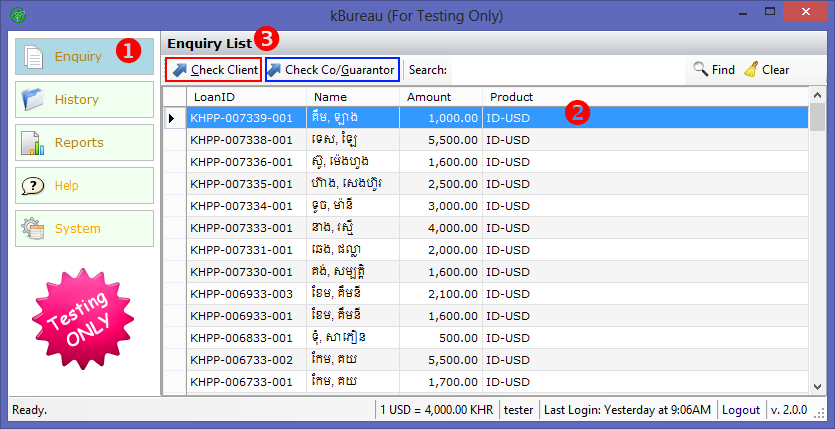 kBureau (For Testing Only)
Enquiry
1
History
Reports
Help
System
Testing
ONLY
Enquiry List
3
Check Client
Check Co/Guarantor
Search:
Find
Clear
LoanID Name Amount Product
KHPP-007339-001 គឹម, ឡាង 1,000.00 ID-USD 2
KHPP-007338-001 ទេស, ឡៃ 5,500.00 ID-USD
KHPP-007336-001 ស៊ូ, ម៉េងហួង 1,600.00 ID-USD
KHPP-007335-001 ហ៊ាង, សេងហ៊ួរ 2,500.00 ID-USD
KHPP-007334-001 ទូច, ម៉ានី 3,000.00 ID-USD
KHPP-007333-001 នាង, រស្មី 4,000.00 ID-USD
KHPP-007331-001 ឆេង, ផល្លា 2,000.00 ID-USD
KHPP-007330-001 គង់, សម្បត្តិ 1,600.00 ID-USD
KHPP-006933-003 ខែម, គឹមនី 2,100.00 ID-USD
KHPP-006933-001 ខែម, គឹមនី 1,600.00 ID-USD
KHPP-006833-001 ទុំ, សាភឿន 500.00 ID-USD
KHPP-006733-002 កែម, គយ 5,500.00 ID-USD
KHPP-006733-001 កែម, គយ 1,700.00 ID-USD
Ready. 1 USD = 4,000.00 KHR tester Last Login: Yesterday at 9:06AM Logout v. 2.0.0